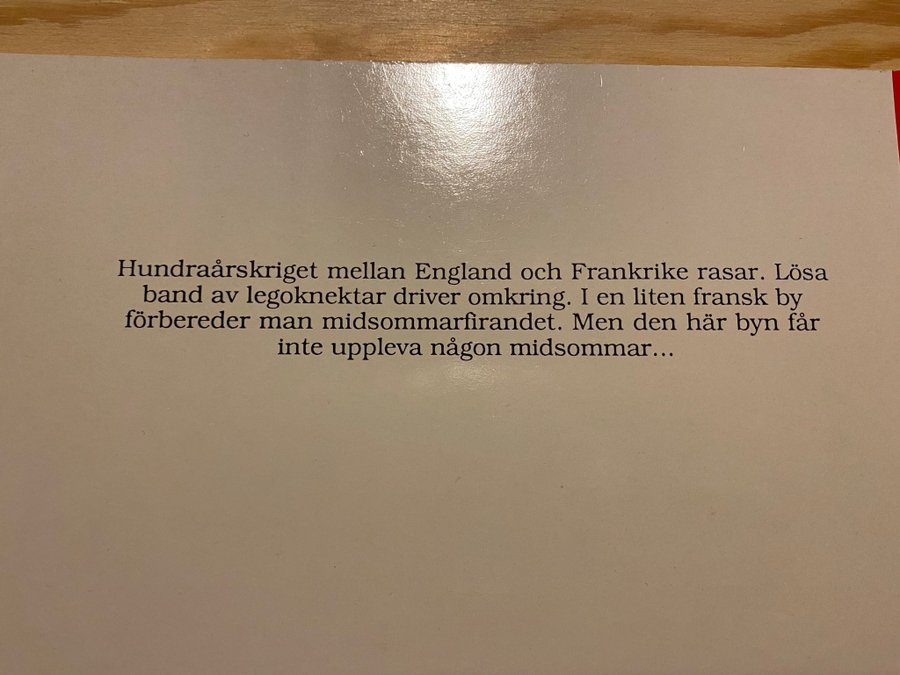 Hundraårskriget mellan England och Frankrike rasar. Lösa
band av legoknektar driver omkring. I en liten fransk by
förbereder man midsommarfirandet. Men den här byn får
inte uppleva någon midsommar...